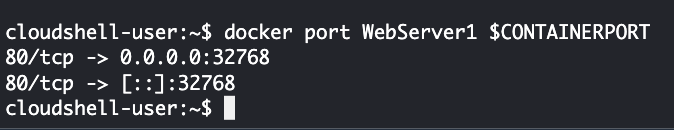 cloudshell-user:~$ docker port WebServer1 $CONTAINERPORT
80/tcp -> 0.0.0.0:32768
80/tcp -> [::]:32768
cloudshell-user:~$